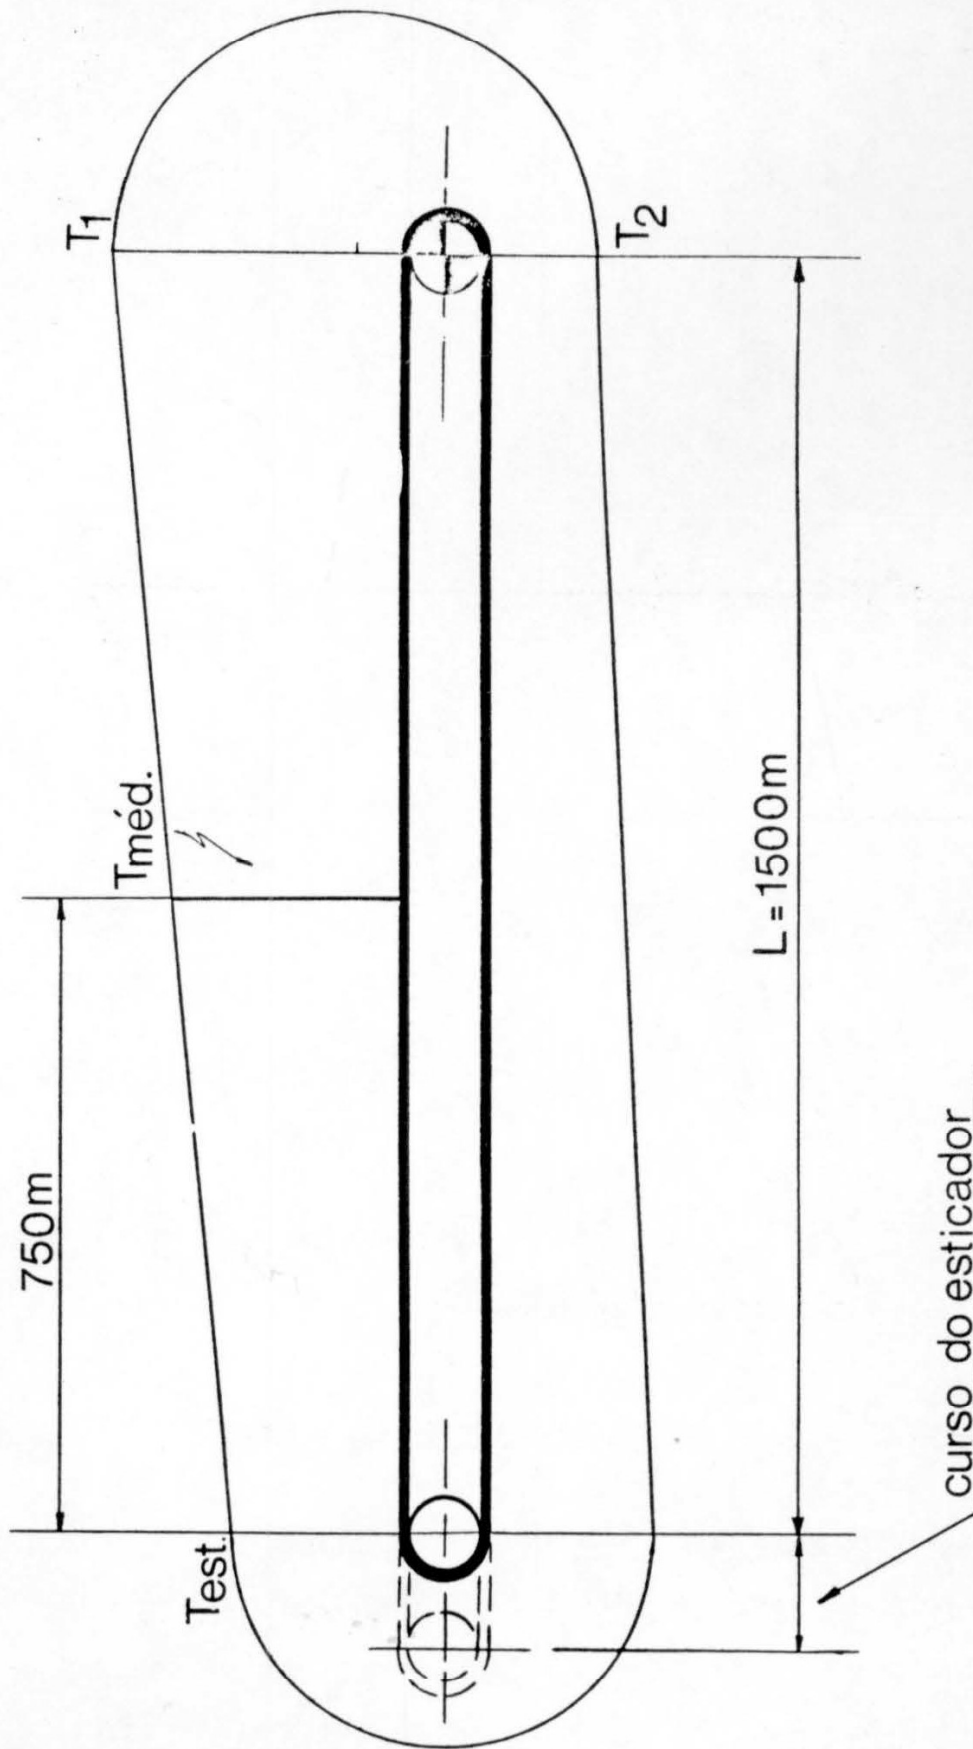 750m
Tméd.
T1
Test.
T2
L = 1500m
curso do esticador